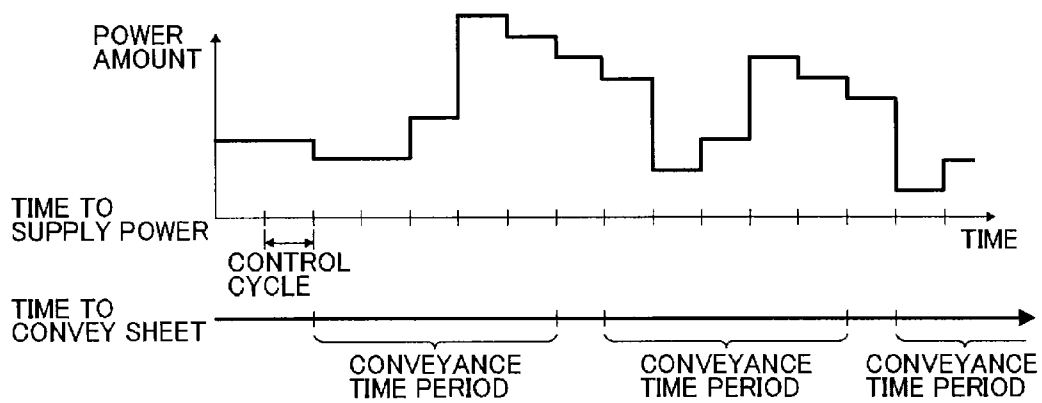 POWER
AMOUNT
TIME TO
SUPPLY POWER
TIME
CONTROL
CYCLE
TIME TO
CONVEY SHEET
CONVEYANCE
TIME PERIOD
CONVEYANCE
TIME PERIOD
CONVEYANCE
TIME PERIOD